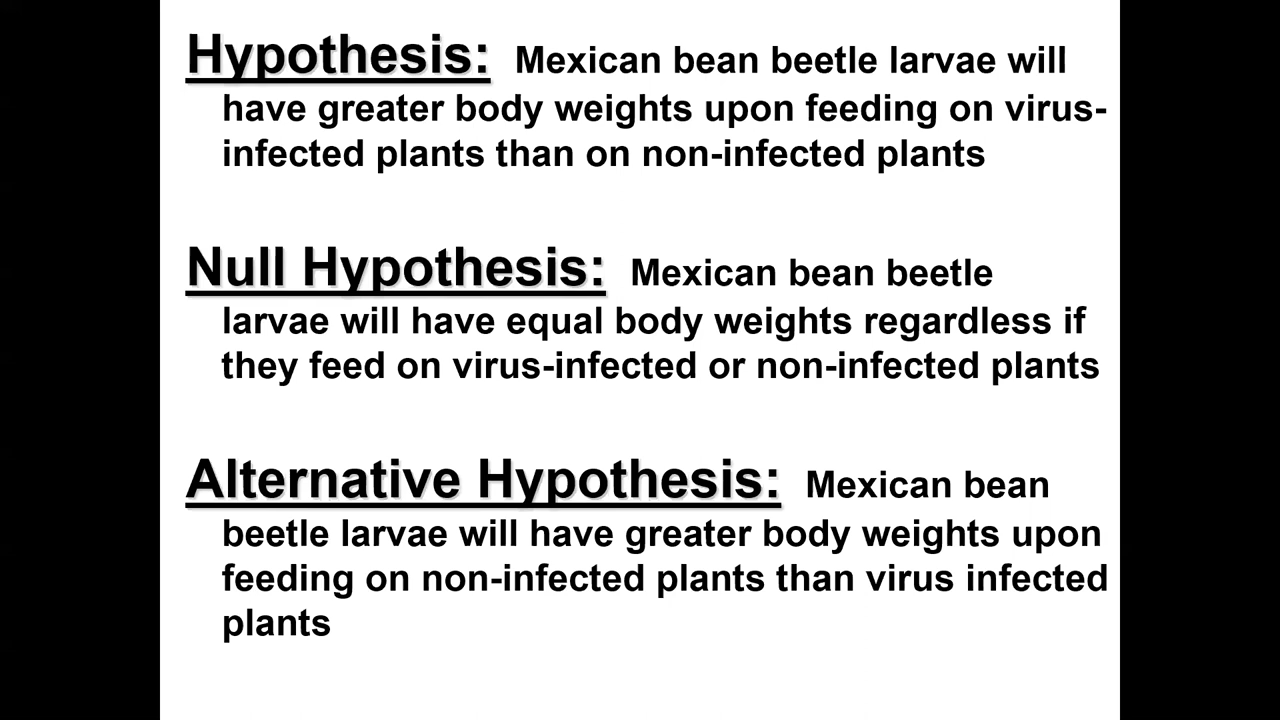 Hypothesis: Mexican bean beetle larvae will
have greater body weights upon feeding on virus-
infected plants than on non-infected plants
Null Hypothesis: Mexican bean beetle
larvae will have equal body weights regardless if
they feed on virus-infected or non-infected plants
Alternative Hypothesis: Mexican bean
beetle larvae will have greater body weights upon
feeding on non-infected plants than virus infected
plants